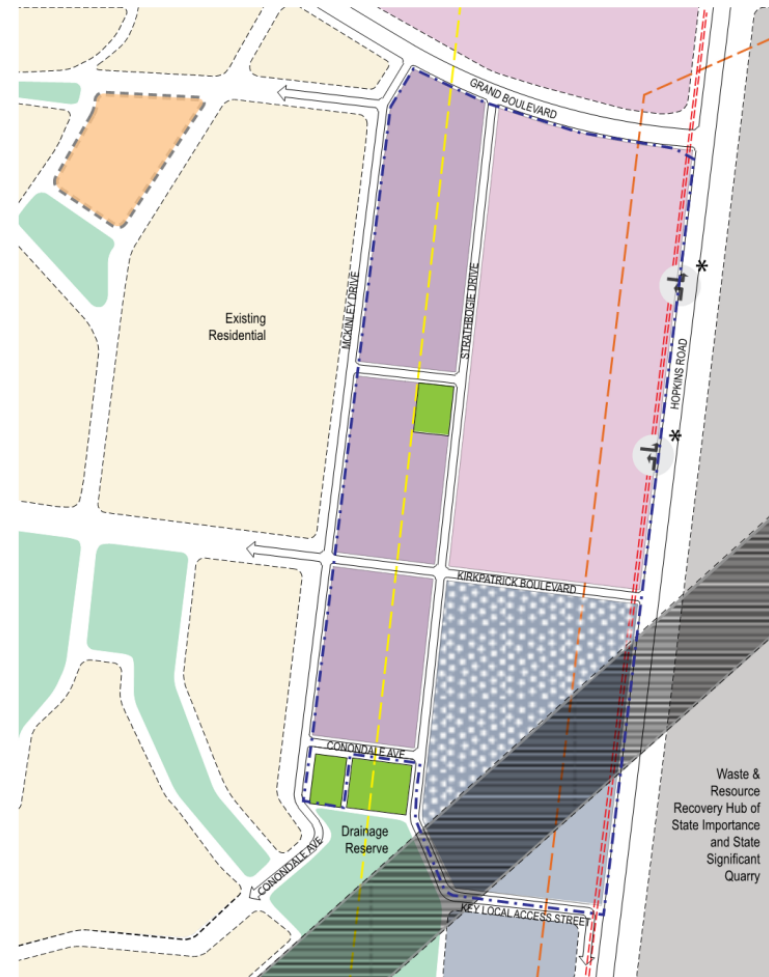 GRAND BOULEVARD
MCKINLEY DRIVE
STRATHBOGIE DRIVE
Existing
Residential
HOPKINS ROAD
*
*
KIRKPATRICK BOULEVARD
CONONDALE AVE
Drainage
Reserve
CONONDALE AVE
KEY LOCAL ACCESS STREET
Waste &
Resource
Recovery Hub of
State Importance
and State
Significant
Quarry